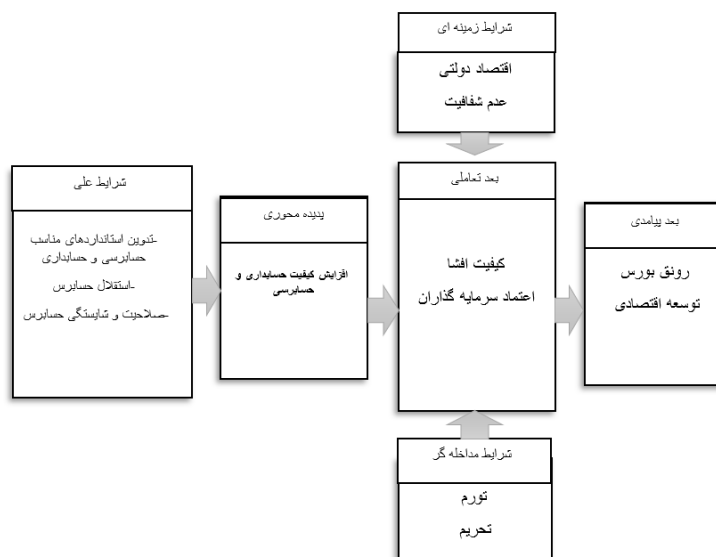 شرایط زمینه ای
اقتصاد دولتی
عدم شفافیت
شرایط علی
-تدوین استانداردهای مناسب
حسابرسی و حسابداری
-استقلال حسابرس
-صلاحیت و شایستگی حسابرس
پدیده محوری
افزایش کیفیت حسابداری و
حسابرسی
بعد تعاملی
کیفیت افشا
اعتماد سرمایه گذاران
بعد پیامدی
رونق بورس
توسعه اقتصادی
شرایط مداخله گر
تورم
تحریم